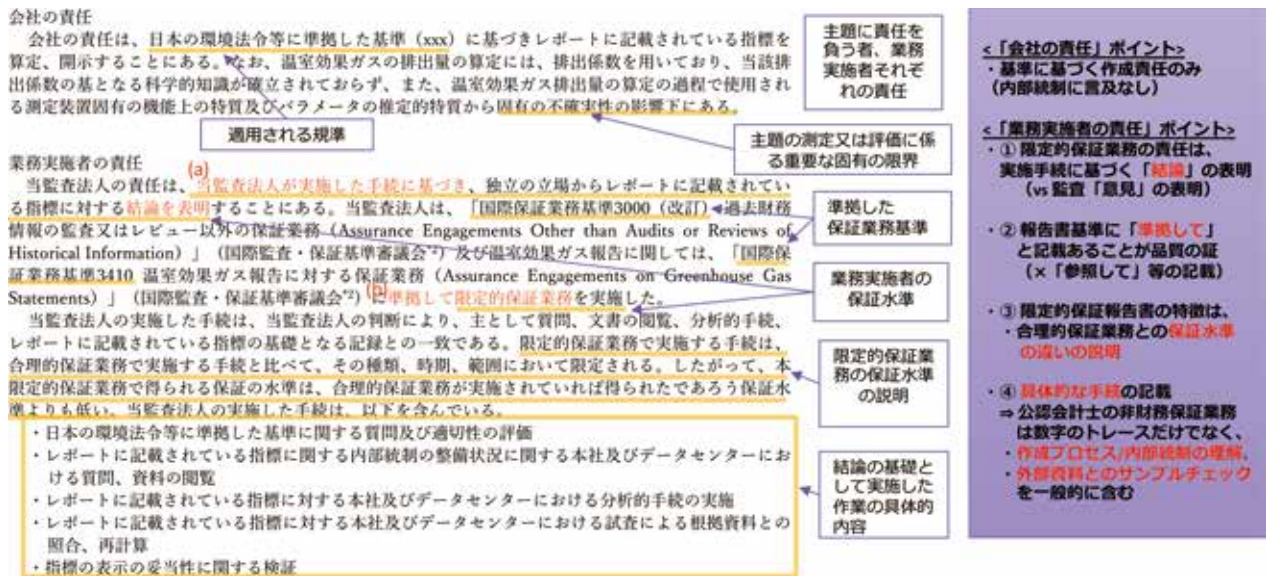 会社の責任
会社の責任は、日本の環境法令等に準拠した基準（xxx）に基づきレポートに記載されている指標を
算定、開示することにある。なお、温室効果ガスの排出量の算定には、排出係数を用いており、当該排
出係数の基となる科学的知識が確立されておらず、また、温室効果ガス排出量の算定の過程で使用され
る測定装置固有の機能上の特質及びパラメータの推定的特質から固有の不確実性の影響下にある。
適用される規準
主題に責任を
負う者、業務
実施者それぞ
れの責任
主題の測定又は評価に係
る重要な固有の限界
業務実施者の責任
(a)
当監査法人の責任は、当監査法人が実施した手続に基づき、独立の立場からレポートに記載されてい
る指標に対する結論を表明することにある。当監査法人は、「国際保証業務基準3000（改訂）過去財務
情報の監査又はレビュー以外の保証業務（Assurance Engagements Other than Audits or Reviews of
Historical Information）」（国際監査・保証基準審議会*2）及び温室効果ガス報告に関しては、「国際保
証業務基準3410 温室効果ガス報告に対する保証業務（Assurance Engagements on Greenhouse Gas
Statements）」（国際監査・保証基準審議会*2）に準拠して限定的保証業務を実施した。
(b)
当監査法人の実施した手続は、当監査法人の判断により、主として質問、文書の閲覧、分析的手続、
レポートに記載されている指標の基礎となる記録との一致である。限定的保証業務で実施する手続は、
合理的保証業務で実施する手続と比べて、その種類、時期、範囲において限定される。したがって、本
限定的保証業務で得られる保証の水準は、合理的保証業務が実施されていれば得られたであろう保証水
準よりも低い。当監査法人の実施した手続は、以下を含んでいる。
・日本の環境法令等に準拠した基準に関する質問及び適切性の評価
・レポートに記載されている指標に関する内部統制の整備状況に関する本社及びデータセンターにお
ける質問、資料の閲覧
・レポートに記載されている指標に対する本社及びデータセンターにおける分析的手続の実施
・レポートに記載されている指標に対する本社及びデータセンターにおける試査による根拠資料との
照合、再計算
・指標の表示の妥当性に関する検証
準拠した
保証業務基準
業務実施者の
保証水準
限定的保証業
務の保証水準
の説明
結論の基礎と
して実施した
作業の具体的
内容
<「会社の責任」ポイント>
・基準に基づく作成責任のみ
（内部統制に言及なし）
<「業務実施者の責任」ポイント>
・① 限定的保証業務の責任は、
実施手続に基づく「結論」の表明
（vs 監査「意見」の表明）
・② 報告書基準に「準拠して」
と記載あることが品質の証
（×「参照して」等の記載）
・③ 限定的保証報告書の特徴は、
・合理的保証業務との保証水準
の違いの説明
・④ 具体的な手続の記載
⇒ 公認会計士の非財務保証業務
は数字のトレースだけでなく、
・作成プロセス/内部統制の理解、
・外部資料とのサンプルチェック
を一般的に含む